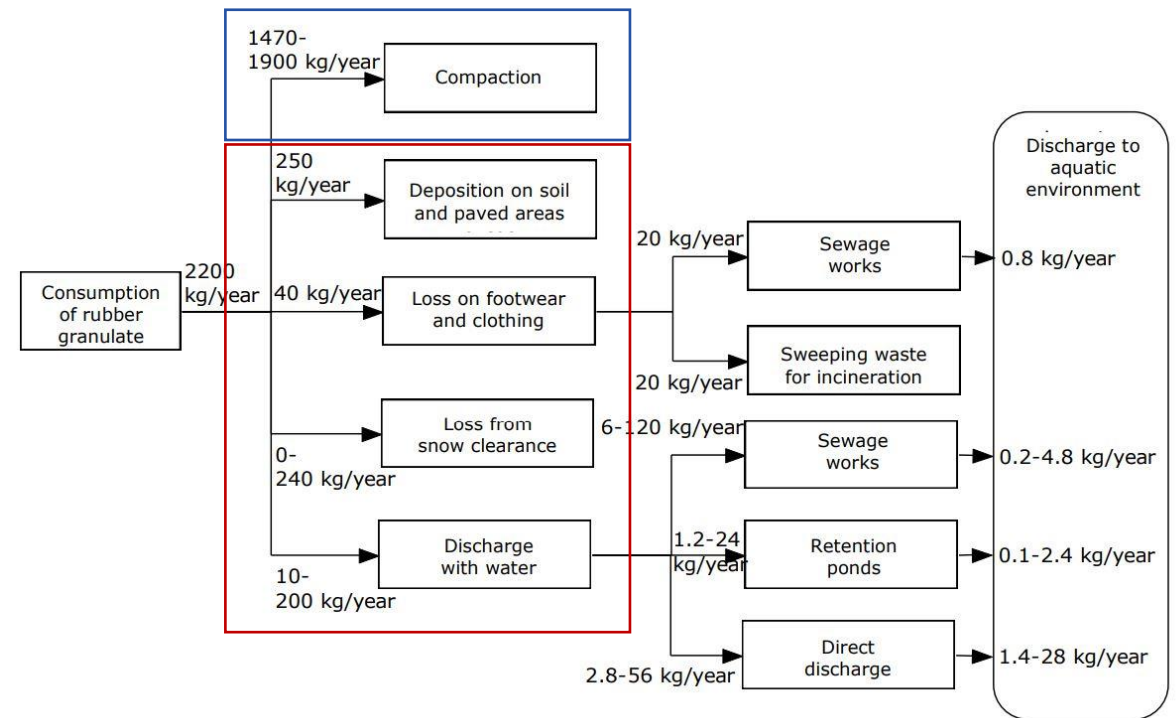 1470-
1900 kg/year
Compaction
250
kg/year
Deposition on soil
and paved areas
Consumption
of rubber
granulate
2200
kg/year
40 kg/year
Loss on footwear
and clothing
20 kg/year
Sewage
works
20 kg/year
Sweeping waste
for incineration
0-
240 kg/year
Loss from
snow clearance
6-120 kg/year
Sewage
works
10-
200 kg/year
Discharge
with water
1.2-24
kg/year
Retention
ponds
2.8-56 kg/year
Direct
discharge
Discharge to
aquatic
environment
0.8 kg/year
0.2-4.8 kg/year
0.1-2.4 kg/year
1.4-28 kg/year